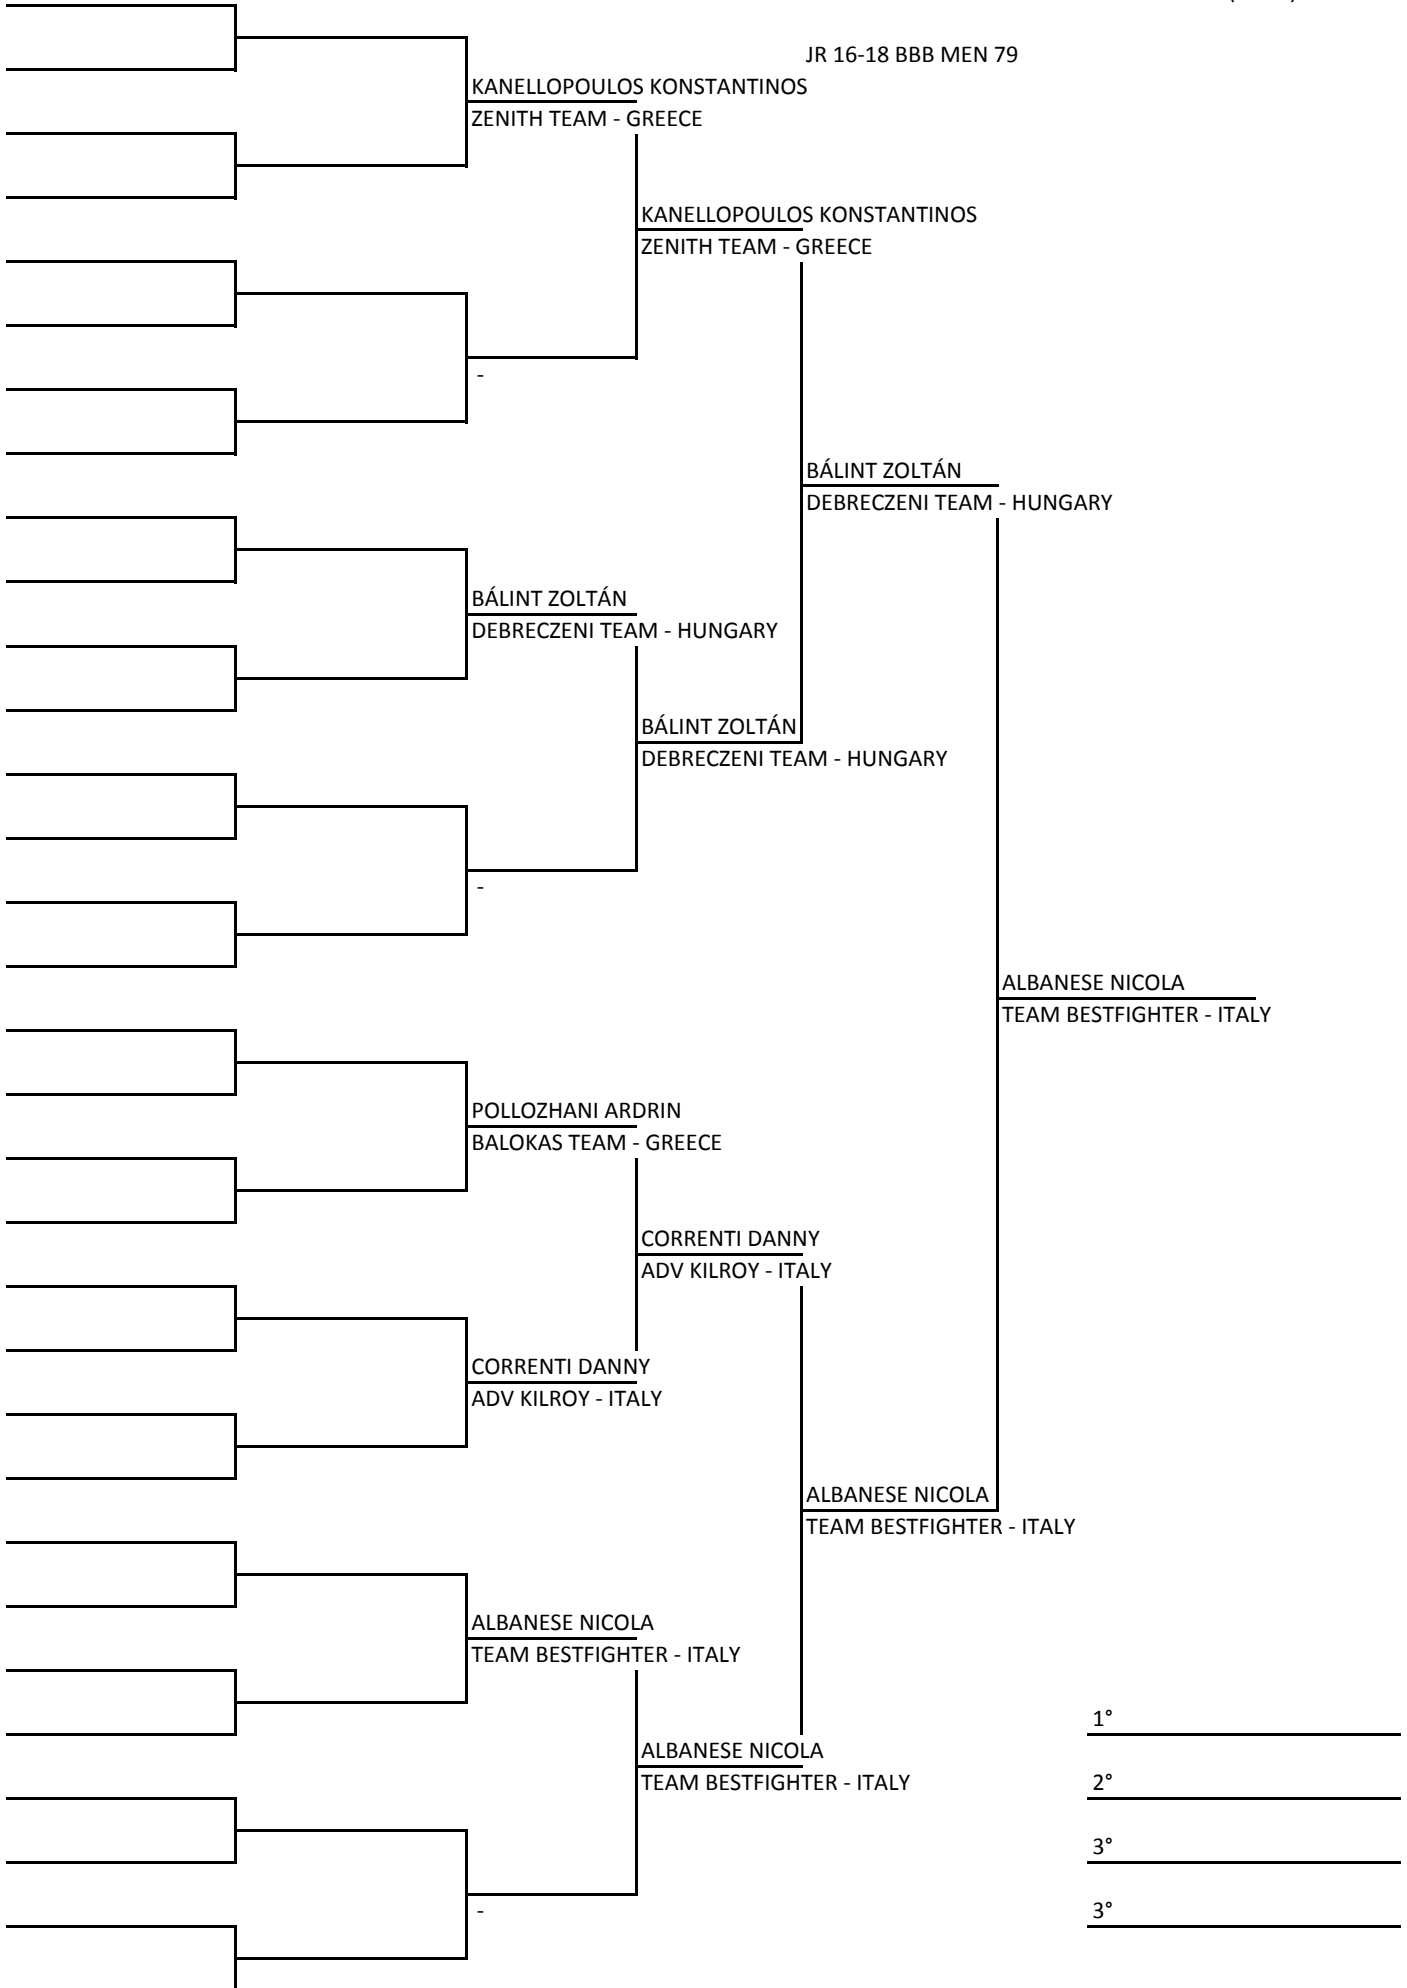 JR 16-18 BBB MEN 79
KANELLOPOULOS KONSTANTINOS
ZENITH TEAM - GREECE
KANELLOPOULOS KONSTANTINOS
ZENITH TEAM - GREECE
-
BÁLINT ZOLTÁN
DEBRECZENI TEAM - HUNGARY
BÁLINT ZOLTÁN
DEBRECZENI TEAM - HUNGARY
BÁLINT ZOLTÁN
DEBRECZENI TEAM - HUNGARY
-
ALBANESE NICOLA
TEAM BESTFIGHTER - ITALY
POLLOZHANI ARDRIN
BALOKAS TEAM - GREECE
CORRENTI DANNY
ADV KILROY - ITALY
CORRENTI DANNY
ADV KILROY - ITALY
ALBANESE NICOLA
TEAM BESTFIGHTER - ITALY
ALBANESE NICOLA
TEAM BESTFIGHTER - ITALY
1°
ALBANESE NICOLA
TEAM BESTFIGHTER - ITALY
2°
3°
-
3°